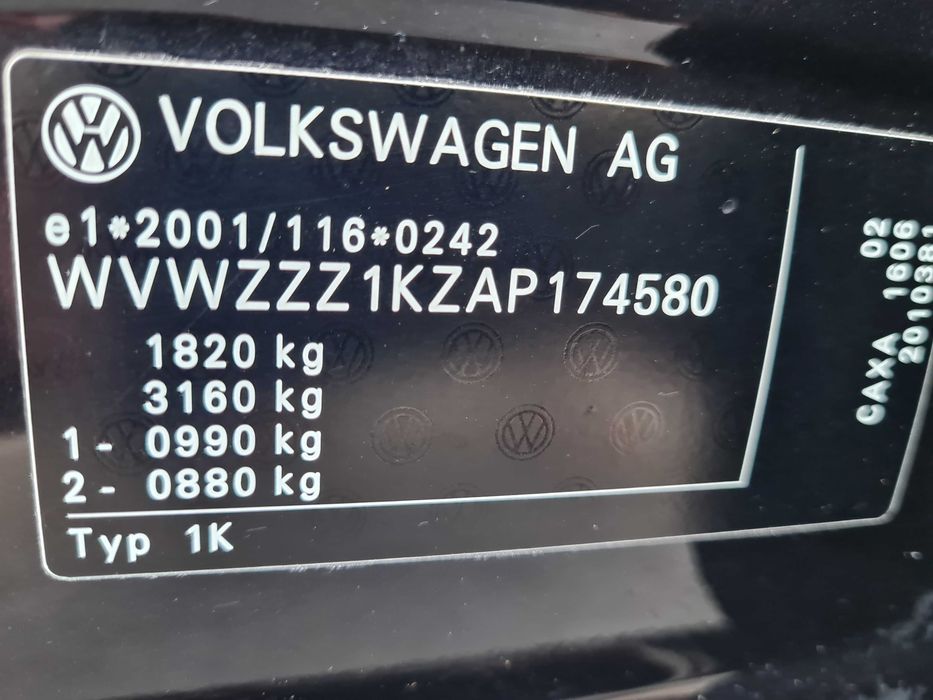 VOLKSWAGEN AG
e1*2001/116*0242
WVWZZZ1KZAP174580
1820 kg
3160 kg
1- 0990 kg
2- 0880 kg
Typ 1K
CAXA 1606 02
2010381